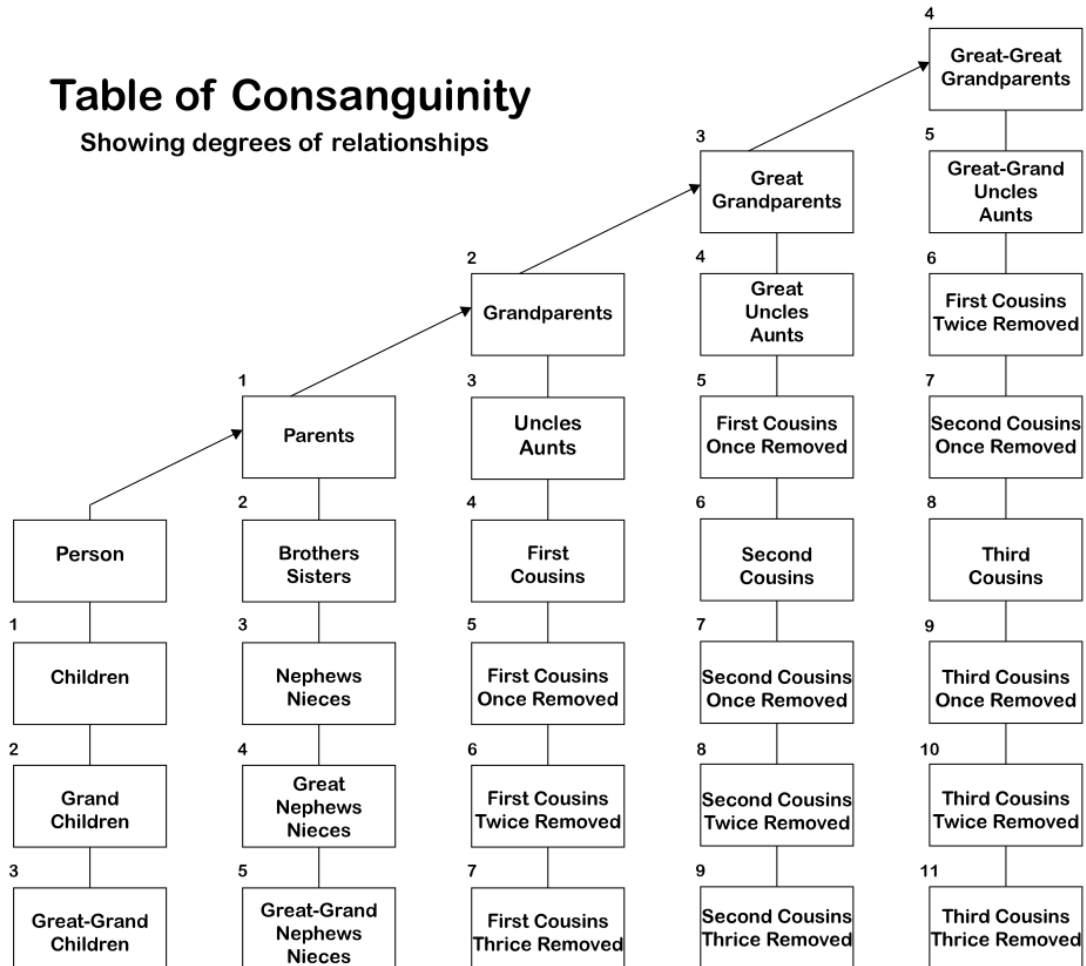 Table of Consanguinity
Showing degrees of relationships
4
Great-Great
Grandparents
3
Great
Grandparents
5
Great-Grand
Uncles
Aunts
2
Grandparents
4
Great
Uncles
Aunts
6
First Cousins
Twice Removed
1
Parents
3
Uncles
Aunts
5
First Cousins
Once Removed
7
Second Cousins
Once Removed
Person
2
Brothers
Sisters
4
First
Cousins
6
Second
Cousins
8
Third
Cousins
1
Children
3
Nephews
Nieces
5
First Cousins
Once Removed
7
Second Cousins
Once Removed
9
Third Cousins
Once Removed
2
Grand
Children
4
Great
Nephews
Nieces
6
First Cousins
Twice Removed
8
Second Cousins
Twice Removed
10
Third Cousins
Twice Removed
3
Great-Grand
Children
5
Great-Grand
Nephews
Nieces
7
First Cousins
Thrice Removed
9
Second Cousins
Thrice Removed
11
Third Cousins
Thrice Removed